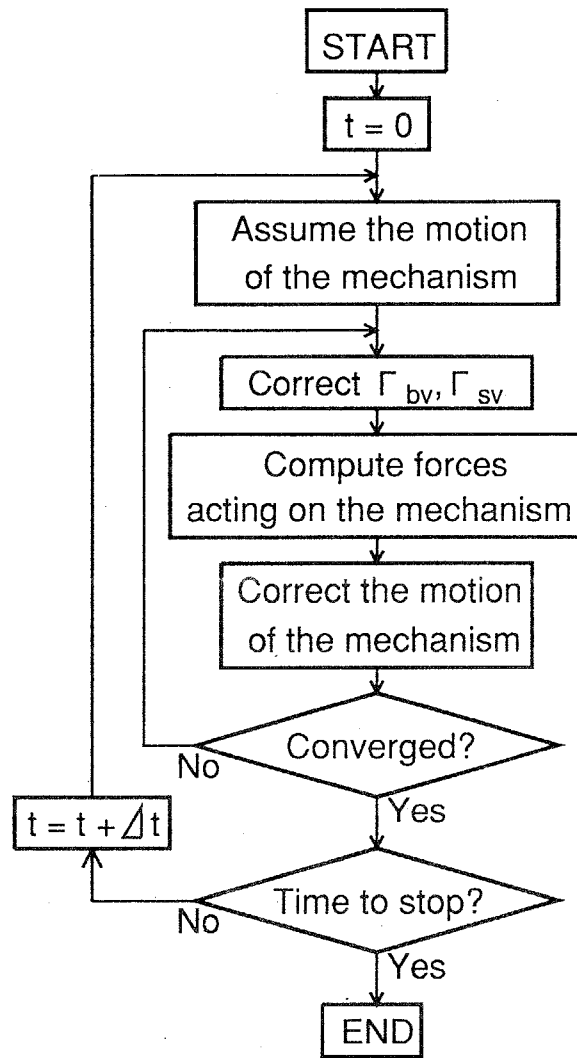 START
t = 0
Assume the motion
of the mechanism
Correct Γbv, Γsv
Compute forces
acting on the mechanism
Correct the motion
of the mechanism
Converged?
No
Yes
t = t + Δt
Time to stop?
No
Yes
END